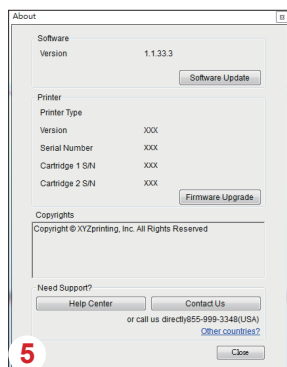 About
Software
Version 1.1.33.3
Software Update
Printer
Printer Type
Version XXX
Serial Number XXX
Cartridge 1 S/N XXX
Cartridge 2 S/N XXX
Firmware Upgrade
Copyrights
Copyright © XYZprinting, Inc. All Rights Reserved
Need Support?
Help Center Contact Us
or call us directly855-999-3348(USA)
Other countries?
5 Close